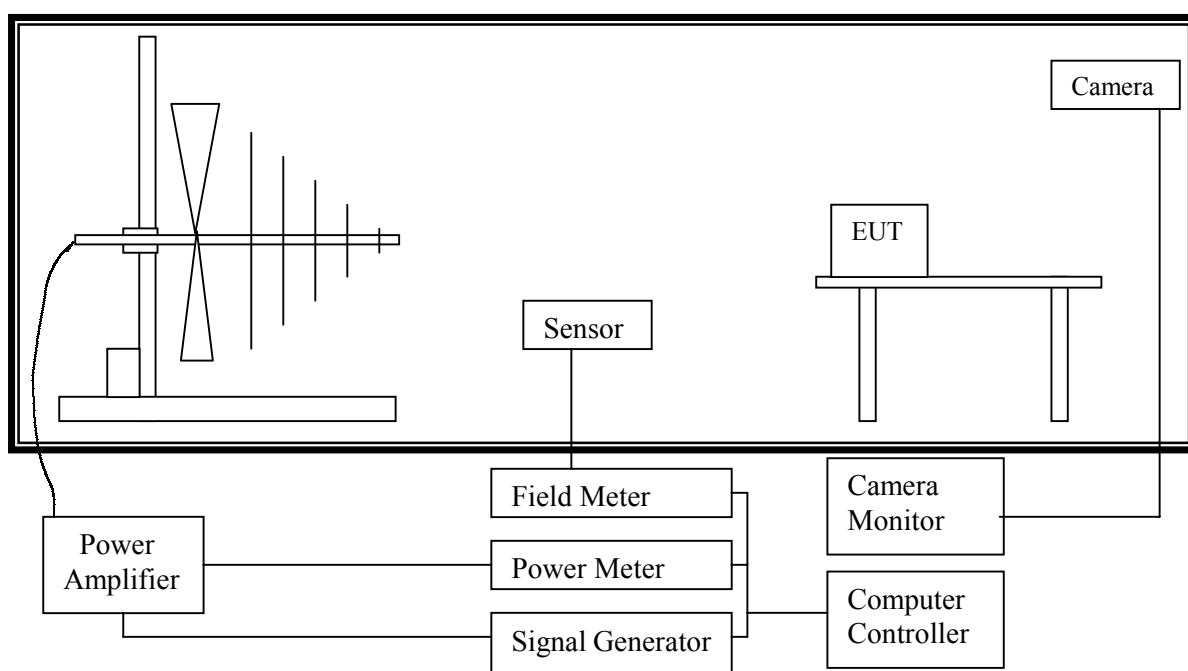 Camera
EUT
Sensor
Field Meter
Camera
Monitor
Power
Amplifier
Power Meter
Computer
Controller
Signal Generator